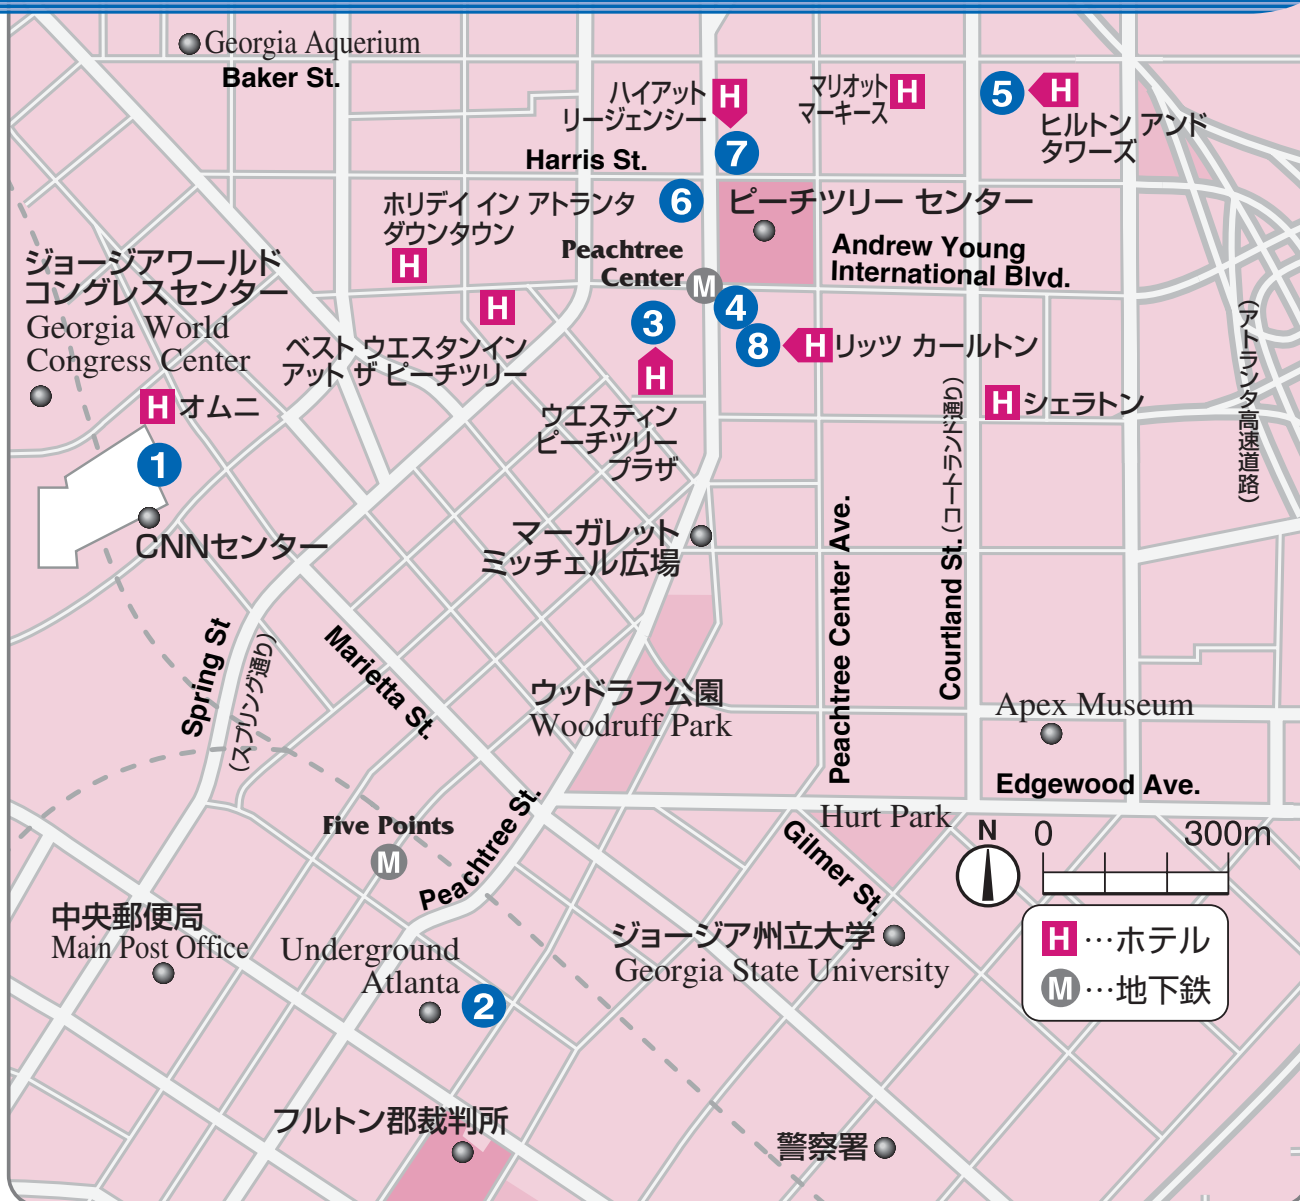 Georgia Aquerium
Baker St.
ハイアット
リージェンシー
H
7
マリオット
マーキース
H
5
H
ヒルトン アンド
タワーズ
Harris St.
ホリデイ イン アトランタ
ダウンタウン
H
6
ピーチツリー センター
Peachtree
Center
M
Andrew Young
International Blvd.
ジョージアワールド
コングレスセンター
Georgia World
Congress Center
H
ベスト ウエスタンイン
アット ザ ピーチツリー
3
H
4
8
H
リッツ カールトン
(アトランタ高速道路)
H
オムニ
1
ウエスティン
ピーチツリー
プラザ
H
シェラトン
CNNセンター
マーガレット
ミッチェル広場
Peachtree Center Ave.
Courtland St.(コートランド通り)
Spring St
(スプリング通り)
Marietta St.
ウッドラフ公園
Woodruff Park
Apex Museum
Edgewood Ave.
Five Points
M
Peachtree St.
Hurt Park
Gilmer St.
N
0
300m
中央郵便局
Main Post Office
Underground
Atlanta
2
ジョージア州立大学
Georgia State University
H…ホテル
M…地下鉄
フルトン郡裁判所
警察署